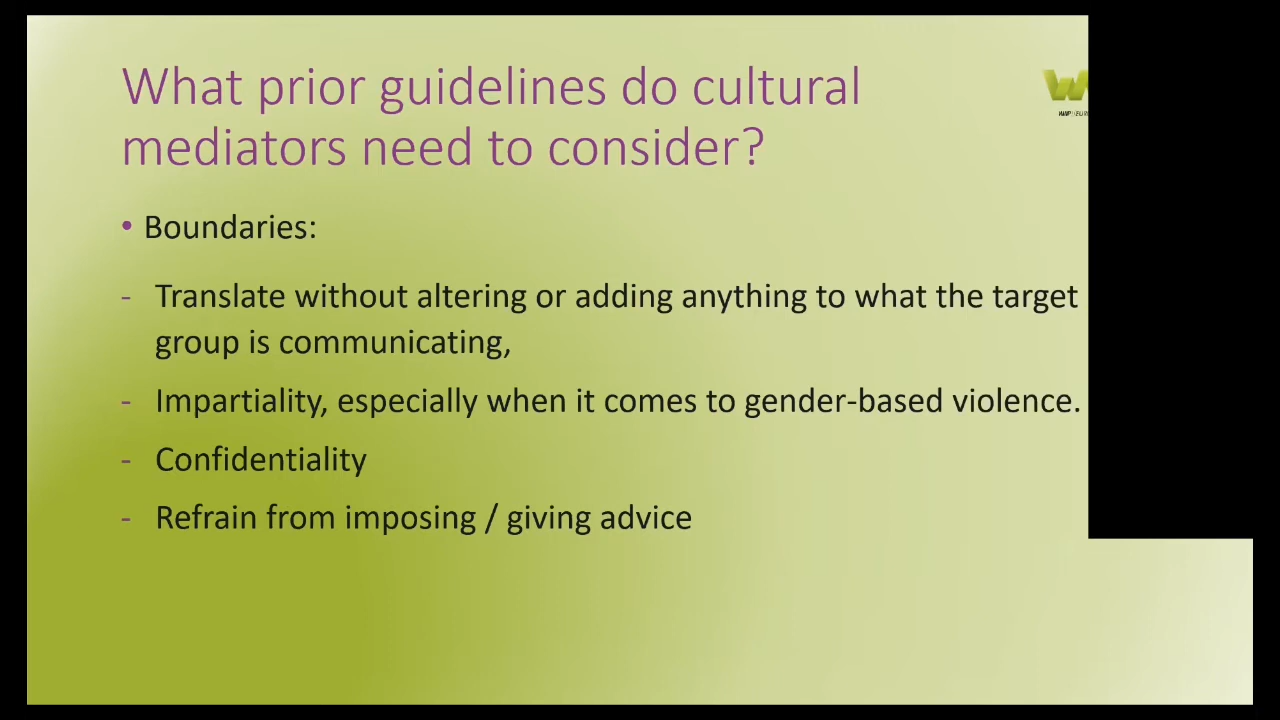 What prior guidelines do cultural
mediators need to consider?
• Boundaries:
- Translate without altering or adding anything to what the target
group is communicating,
- Impartiality, especially when it comes to gender-based violence.
- Confidentiality
- Refrain from imposing / giving advice